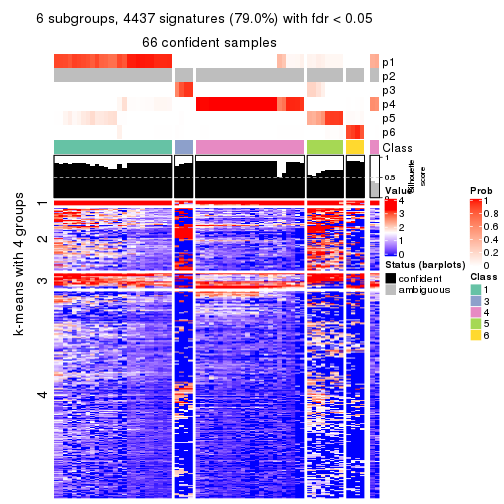 6 subgroups, 4437 signatures (79.0%) with fdr < 0.05
66 confident samples
p1
p2
p3
p4
p5
p6
Class
1
0.5
0
Silhouette
score
k-means with 4 groups
1
2
3
4
Value
4
3
2
1
0
Status (barplots)
confident
ambiguous
Prob
1
0.8
0.6
0.4
0.2
0
Class
1
3
4
5
6